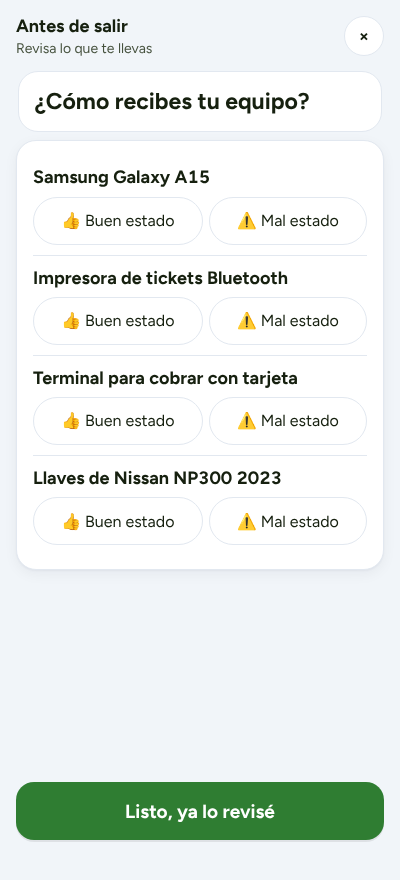 Antes de salir
Revisa lo que te llevas
×
¿Cómo recibes tu equipo?
Samsung Galaxy A15
👍 Buen estado
⚠️ Mal estado
Impresora de tickets Bluetooth
👍 Buen estado
⚠️ Mal estado
Terminal para cobrar con tarjeta
👍 Buen estado
⚠️ Mal estado
Llaves de Nissan NP300 2023
👍 Buen estado
⚠️ Mal estado
Listo, ya lo revisé